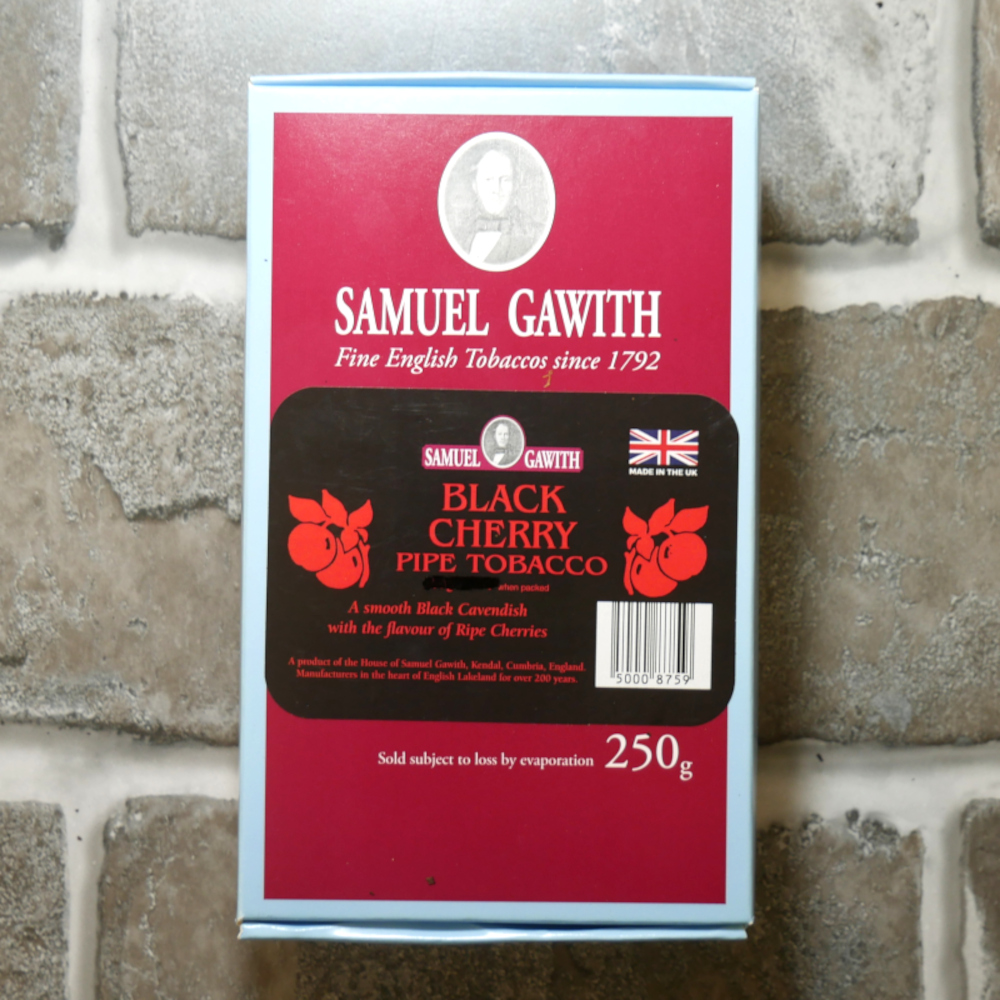 SAMUEL GAWITH
Fine English Tobaccos since 1792
SAMUEL GAWITH
MADE IN THE UK
BLACK
CHERRY
PIPE TOBACCO
when packed
A smooth Black Cavendish
with the flavour of Ripe Cherries
A product of the House of Samuel Gawith, Kendal, Cumbria, England.
Manufacturers in the heart of English Lakeland for over 200 years.
5000 8759
Sold subject to loss by evaporation 250g